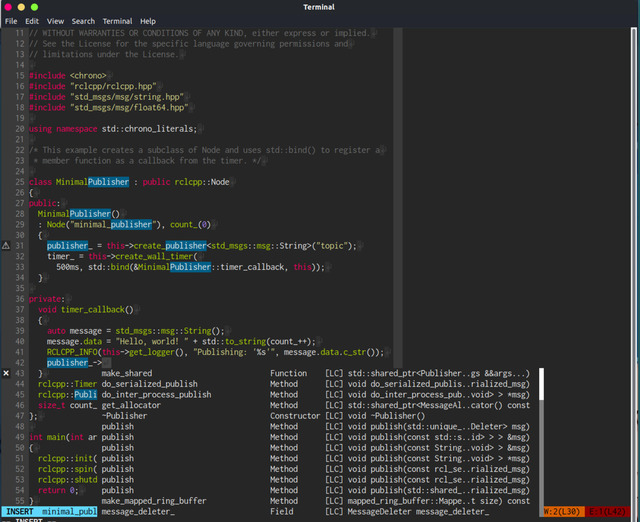 Terminal
File Edit View Search Terminal Help
11 // WITHOUT WARRANTIES OR CONDITIONS OF ANY KIND, either express or implied.
12 // See the License for the specific language governing permissions and
13 // limitations under the License.
14
15 #include <chrono>
16 #include "rclcpp/rclcpp.hpp"
17 #include "std_msgs/msg/string.hpp"
18 #include "std_msgs/msg/float64.hpp"
19
20 using namespace std::chrono_literals;
21
22 /* This example creates a subclass of Node and uses std::bind() to register a
23 * member function as a callback from the timer. */
24
25 class MinimalPublisher : public rclcpp::Node
26 {
27 public:
28 MinimalPublisher()
29 : Node("minimal_publisher"), count_(0)
30 {
31 publisher_ = this->create_publisher<std_msgs::msg::String>("topic");
32 timer_ = this->create_wall_timer(
33 500ms, std::bind(&MinimalPublisher::timer_callback, this));
34 }
35
36 private:
37 void timer_callback()
38 {
39 auto message = std_msgs::msg::String();
40 message.data = "Hello, world! " + std::to_string(count_++);
41 RCLCPP_INFO(this->get_logger(), "Publishing: '%s'", message.data.c_str());
42 publisher_->
43 } make_shared Function [LC] std::shared_ptr<Publisher..gs &&args...)
44 rclcpp::Timer do_serialized_publish Method [LC] void do_serializ..rialized_msg)
45 rclcpp::Publi do_inter_process_publish Method [LC] void do_inter_process_pub..void> > *msg)
46 size_t count_ get_allocator Method [LC] std::shared_ptr<MessageAl..cator() const
47 }; ~Publisher Constructor [LC] void ~Publisher()
48 publish Method [LC] void publish(std::unique_..Deleter> msg)
49 int main(int ar publish Method [LC] void publish(const std::s..id> > > &msg)
50 { publish Method [LC] void publish(const String..void> > > &msg)
51 rclcpp::init( publish Method [LC] void publish(const String..void> > *msg)
52 rclcpp::spin( publish Method [LC] void publish(const rcl_se..rialized_msg)
53 rclcpp::shutd publish Method [LC] void publish(const rcl_se..rialized_msg)
54 return 0; publish Method [LC] void publish(std::shared_..rialized_msg)
55 } make_mapped_ring_buffer Method [LC] mapped_ring_buffer::Mappe..t size) const
INSERT minimal_publ message_deleter_ Field [LC] MessageDeleter message_deleter_ W:2(L30) E:1(L42)
-- INSERT --